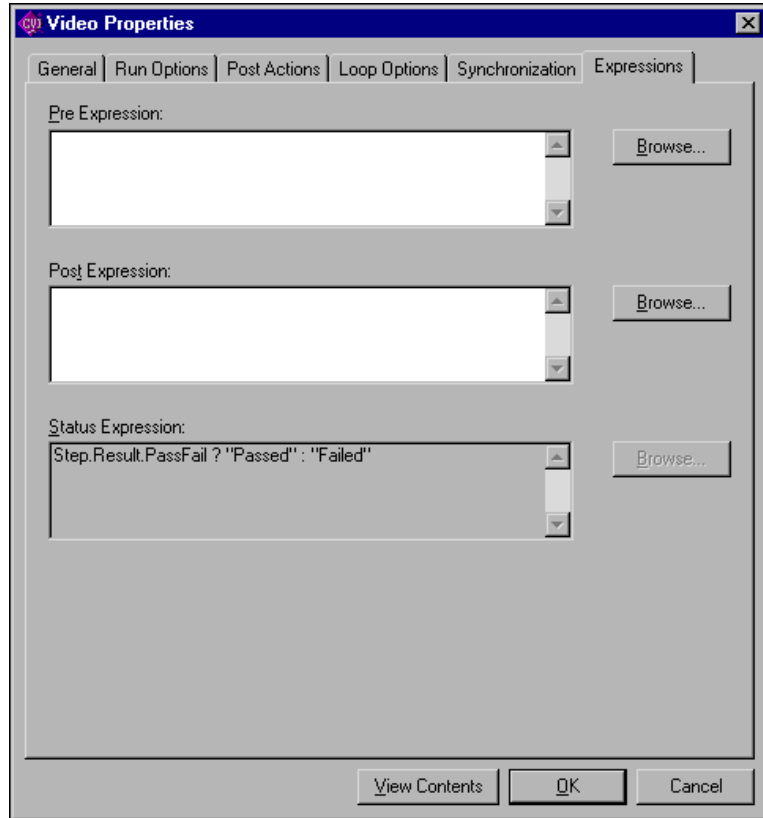 CVI Video Properties
General Run Options Post Actions Loop Options Synchronization Expressions
Pre Expression:
Browse...
Post Expression:
Browse...
Status Expression:
Step.Result.PassFail ? "Passed" : "Failed"
Browse...
View Contents OK Cancel